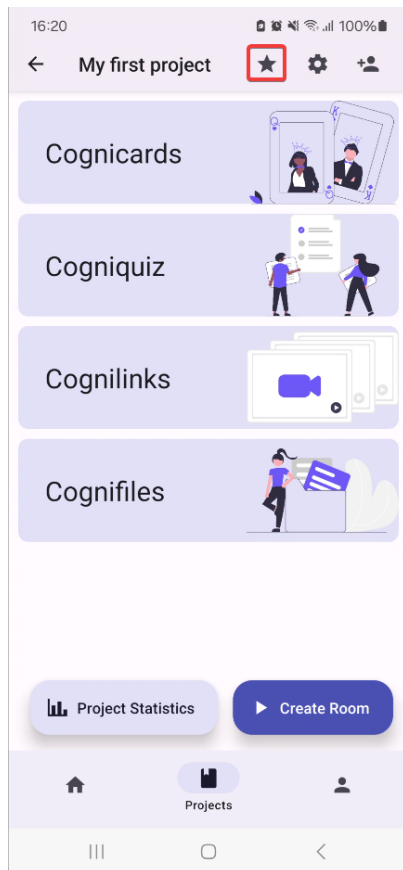 16:20
100%
My first project
Cognicards
Cogniquiz
Cognilinks
Cognifiles
Project Statistics
Create Room
Projects